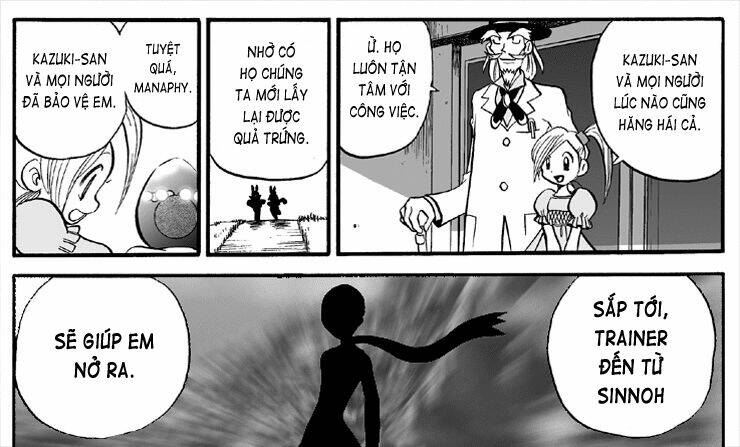 KAZUKI-SAN
VÀ MỌI NGƯỜI
LÚC NÀO CŨNG
HĂNG HÁI CẢ.
Ừ. HỌ
LUÔN TẬN
TÂM VỚI
CÔNG VIỆC.
NHỜ CÓ
HỌ CHÚNG
TA MỚI LẤY
LẠI ĐƯỢC
QUẢ TRỨNG.
TUYỆT
QUÁ,
MANAPHY.
KAZUKI-SAN
VÀ MỌI NGƯỜI
ĐÃ BẢO VỆ EM.
SẮP TỚI,
TRAINER
ĐẾN TỪ
SINNOH
SẼ GIÚP EM
NỞ RA.